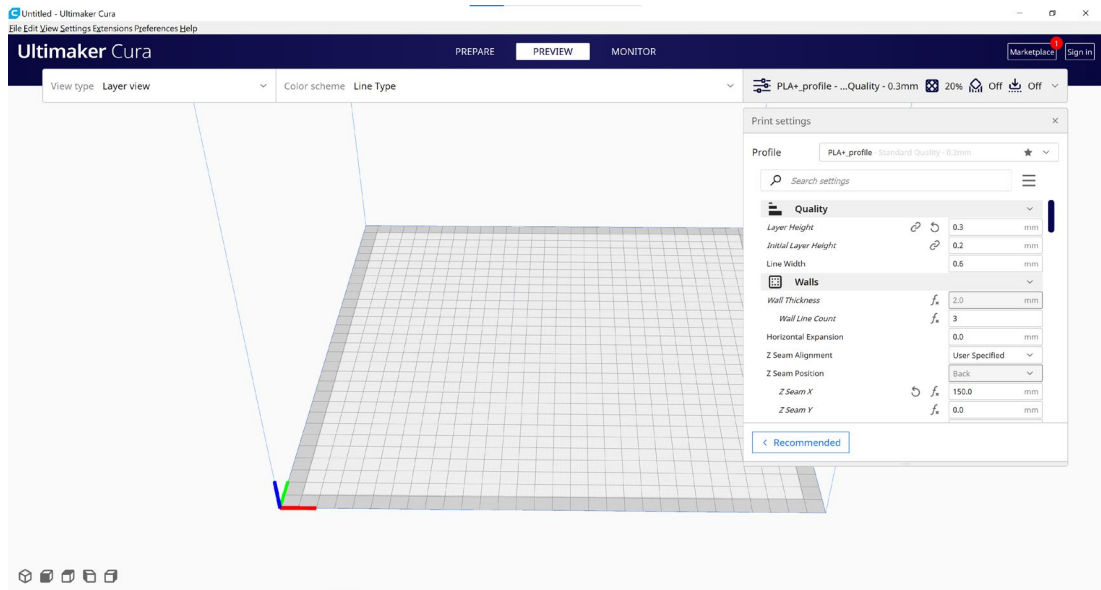 Untitled - Ultimaker Cura
File Edit View Settings Extensions Preferences Help
Ultimaker Cura
PREPARE PREVIEW MONITOR
1
Marketplace Sign in
View type Layer view Color scheme Line Type PLA+_profile - ...Quality - 0.3mm 20% Off Off
Print settings
Profile PLA+_profile - Standard Quality - 0.2mm
Search settings
Quality
Layer Height 0.3 mm
Initial Layer Height 0.2 mm
Line Width 0.6 mm
Walls
Wall Thickness 2.0 mm
Wall Line Count 3
Horizontal Expansion 0.0 mm
Z Seam Alignment User Specified
Z Seam Position Back
Z Seam X 150.0 mm
Z Seam Y 0.0 mm
Recommended